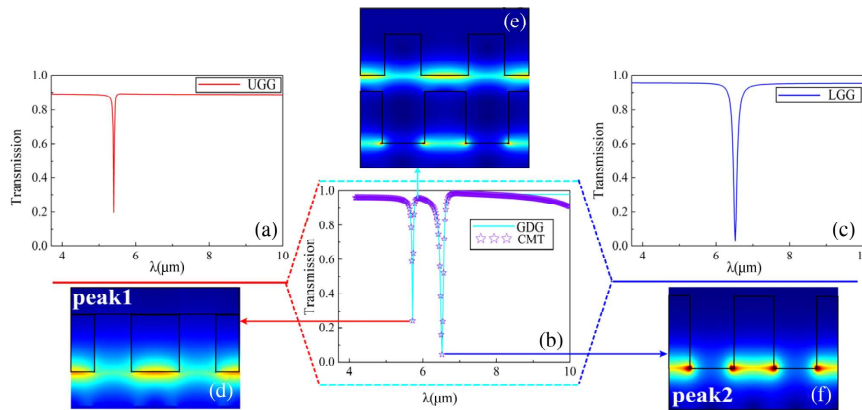 (e)
1.0
0.8
0.6
0.4
0.2
0.0
Transmission
UGG
(a)
4
6
8
10
λ(μm)
1.0
0.8
0.6
0.4
0.2
0.0
Transmission
LGG
(c)
4
6
8
10
λ(μm)
1.0
0.8
0.6
0.4
0.2
0.0
Transmission
GDG
CMT
(b)
4
6
8
10
λ(μm)
peak1
(d)
peak2
(f)